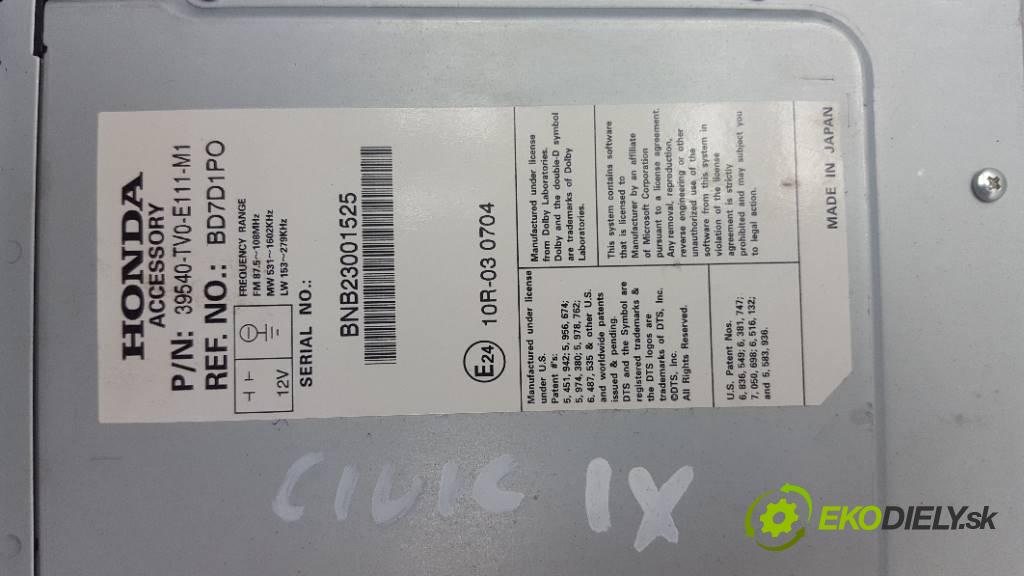 HONDA
ACCESSORY
P/N: 39540-TV0-E111-M1
REF. NO.: BD7D1PO
12V
FREQUENCY RANGE
FM 87.5~108MHz
MW 531~1602KHz
LW 153~279KHz
SERIAL NO.:
BNB23001525
E24 10R-03 0704
Manufactured under license
under U.S.
Patent #'s:
5, 451, 942; 5, 956, 674;
5, 974, 380; 5, 978, 762;
6, 487, 535 & other U.S.
and worldwide patents
issued & pending.
DTS and the Symbol are
registered trademarks &
the DTS logos are
trademarks of DTS, Inc.
©DTS, Inc.
All Rights Reserved.
Manufactured under license
from Dolby Laboratories.
Dolby and the double-D symbol
are trademarks of Dolby
Laboratories.
This system contains software
that is licensed to
Manufacturer by an affiliate
of Microsoft Corporation
pursuant to a license agreement.
Any removal, reproduction,
reverse engineering or other
unauthorized use of the
software from this system in
violation of the license
agreement is strictly
prohibited and may subject you
to legal action.
U.S. Patent Nos.
6, 836, 549; 6, 381, 747;
7, 050, 698; 6, 516, 132;
and 5, 583, 936.
MADE IN JAPAN
CIVIC IX
EKODIELY.sk